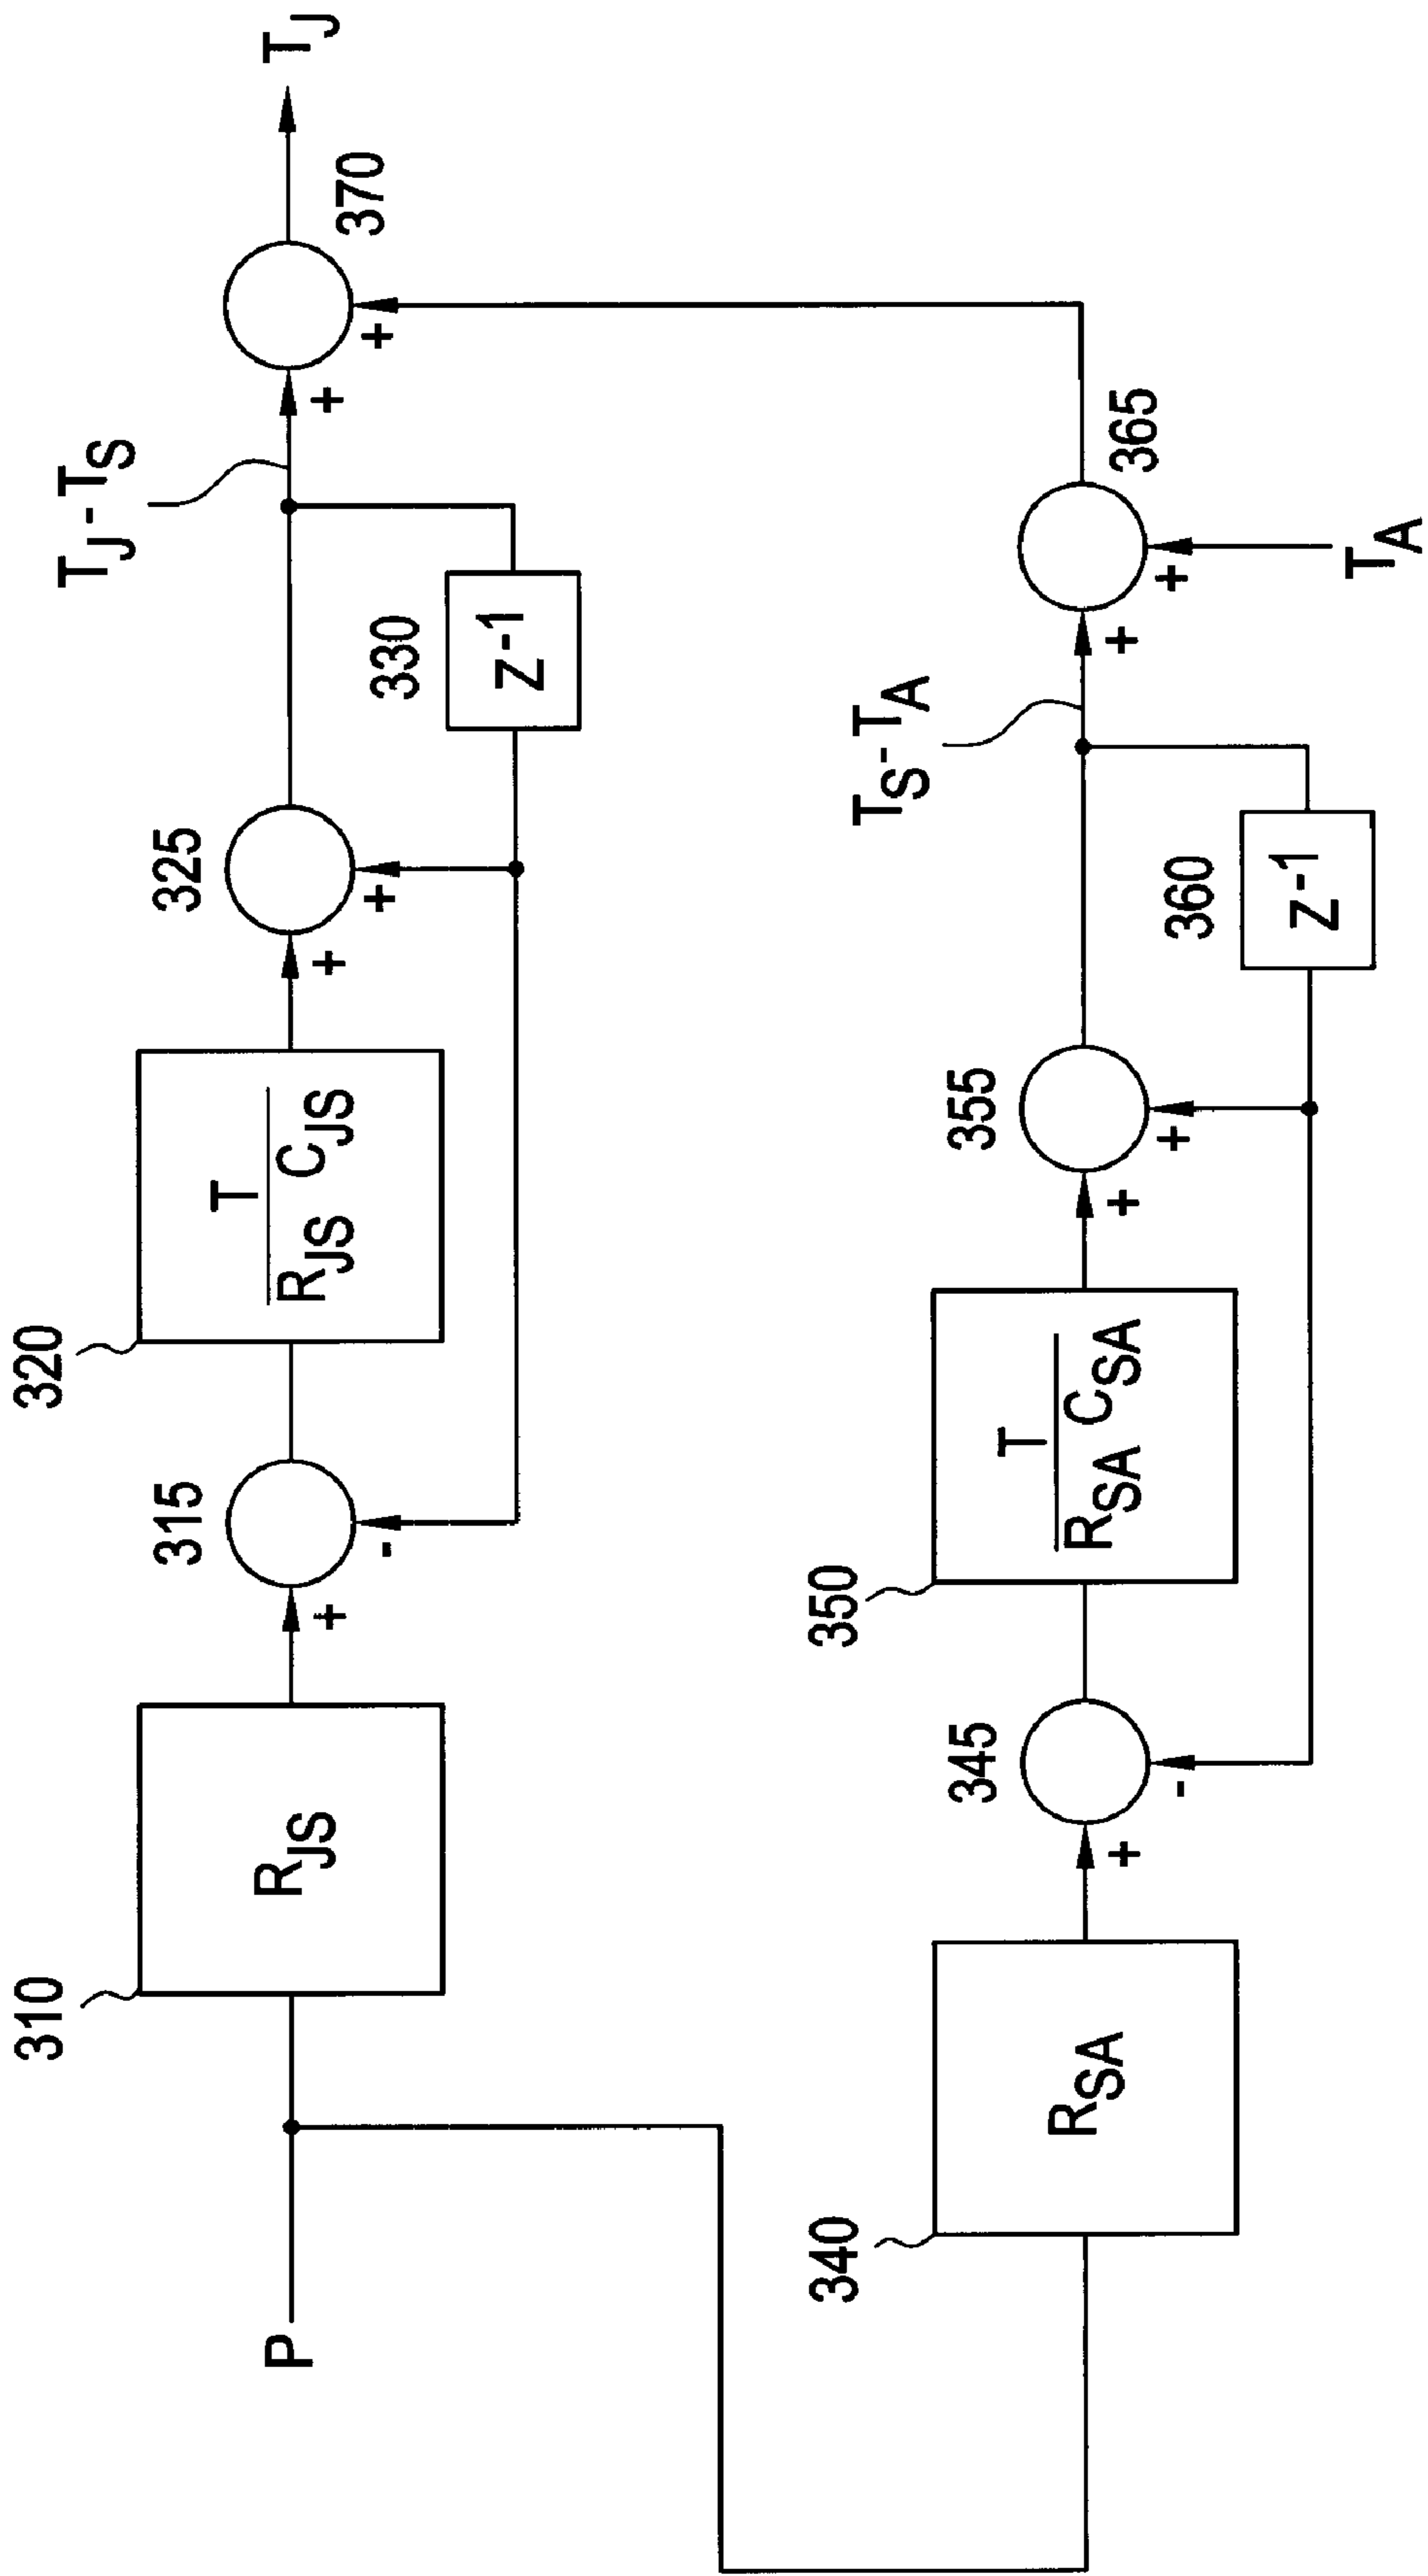 P
310
R_JS
+
315
-
320
T
R_JS C_JS
+
325
+
330
Z^-1
T_J - T_S
+
370
+
T_J
340
R_SA
+
345
-
350
T
R_SA C_SA
+
355
+
360
Z^-1
T_S - T_A
+
365
+
T_A